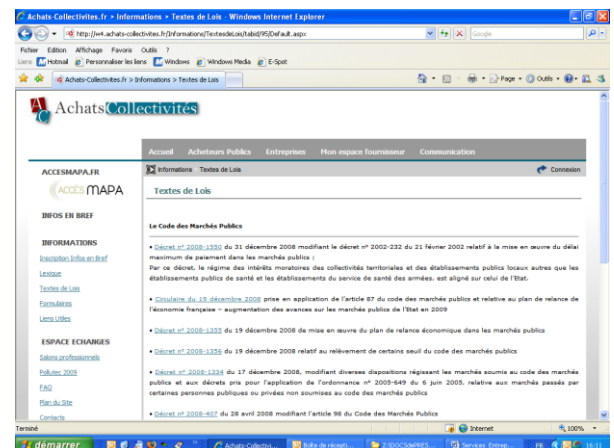 Achats-Collectivites.fr > Informations > Textes de Lois - Windows Internet Explorer
http://w4.achats-collectivites.fr/Informations/TextesdeLois/tabid/95/Default.aspx
Google
Fichier Edition Affichage Favoris Outils ?
Liens Hotmail Personnaliser les liens Windows Windows Media E-Spot
Achats-Collectivites.fr > Informations > Textes de Lois
Page Outils
Achats Collectivités
Accueil Acheteurs Publics Entreprises Mon espace fournisseur Communication
Informations Textes de Lois
Connexion
ACCESMAPA.FR
ACCÈS MAPA
INFOS EN BREF
INFORMATIONS
Inscription Infos en Bref
Lexique
Textes de Lois
Formulaires
Liens Utiles
ESPACE ECHANGES
Salons professionnels
Pollutec 2009
FAQ
Plan du Site
Contacts
Textes de Lois
Le Code des Marchés Publics
• Décret n° 2008-1550 du 31 décembre 2008 modifiant le décret n° 2002-232 du 21 février 2002 relatif à la mise en œuvre du délai
maximum de paiement dans les marchés publics ;
Par ce décret, le régime des intérêts moratoires des collectivités territoriales et des établissements publics locaux autres que les
établissements publics de santé et les établissements du service de santé des armées, est aligné sur celui de l'Etat.
• Circulaire du 19 décembre 2008 prise en application de l'article 87 du code des marchés publics et relative au plan de relance de
l'économie française – augmentation des avances sur les marchés publics de l'Etat en 2009
• Décret n° 2008-1355 du 19 décembre 2008 de mise en œuvre du plan de relance économique dans les marchés publics
• Décret n° 2008-1356 du 19 décembre 2008 relatif au relèvement de certains seuil du code des marchés publics
• Décret n° 2008-1334 du 17 décembre 2008, modifiant diverses dispositions régissant les marchés soumis au code des marchés
publics et aux décrets pris pour l'application de l'ordonnance n° 2005-649 du 6 juin 2005, relative aux marchés passés par
certaines personnes publiques ou privées non soumises au code des marchés publics
• Décret n° 2008-407 du 28 avril 2008 modifiant l'article 98 du Code des Marchés Publics
Terminé
Internet
100%
démarrer
Achats-Collectivi...
Boîte de récepti...
Z:\DOCSdePRES...
Services Entrep...
FR
16:11